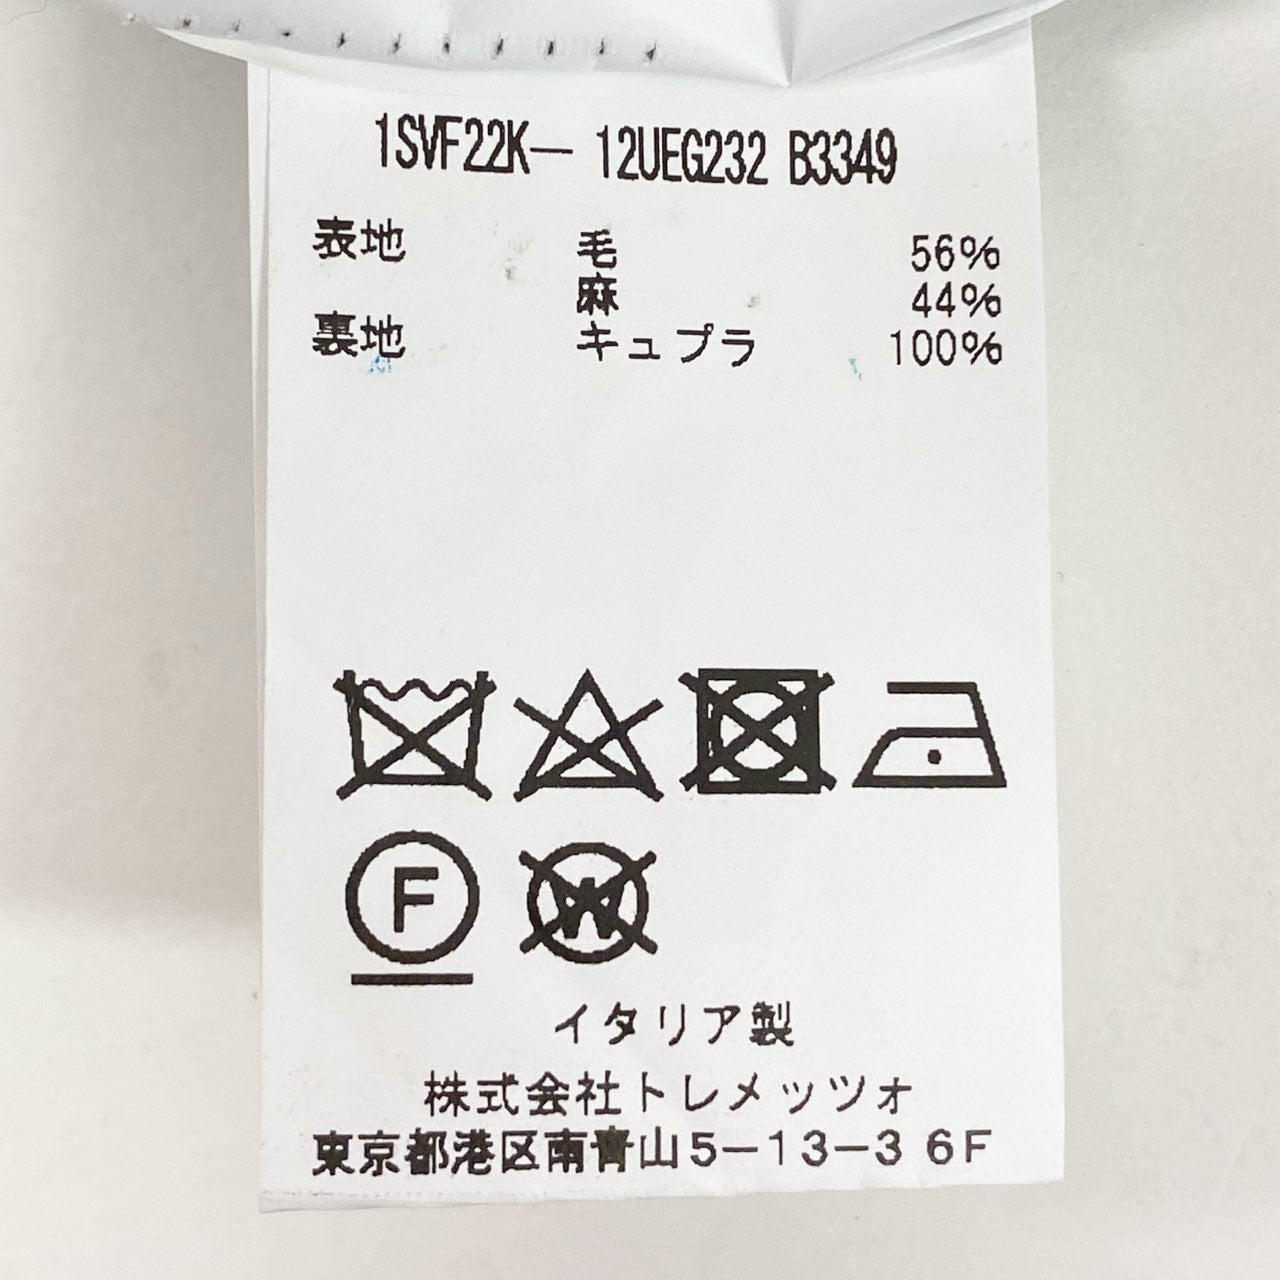 1SVF22K— 12UEG232 B3349
表地 毛 56%
麻 44%
裏地 キュプラ 100%
F
W
イタリア製
株式会社トレメッツォ
東京都港区南青山5−13−3 6F